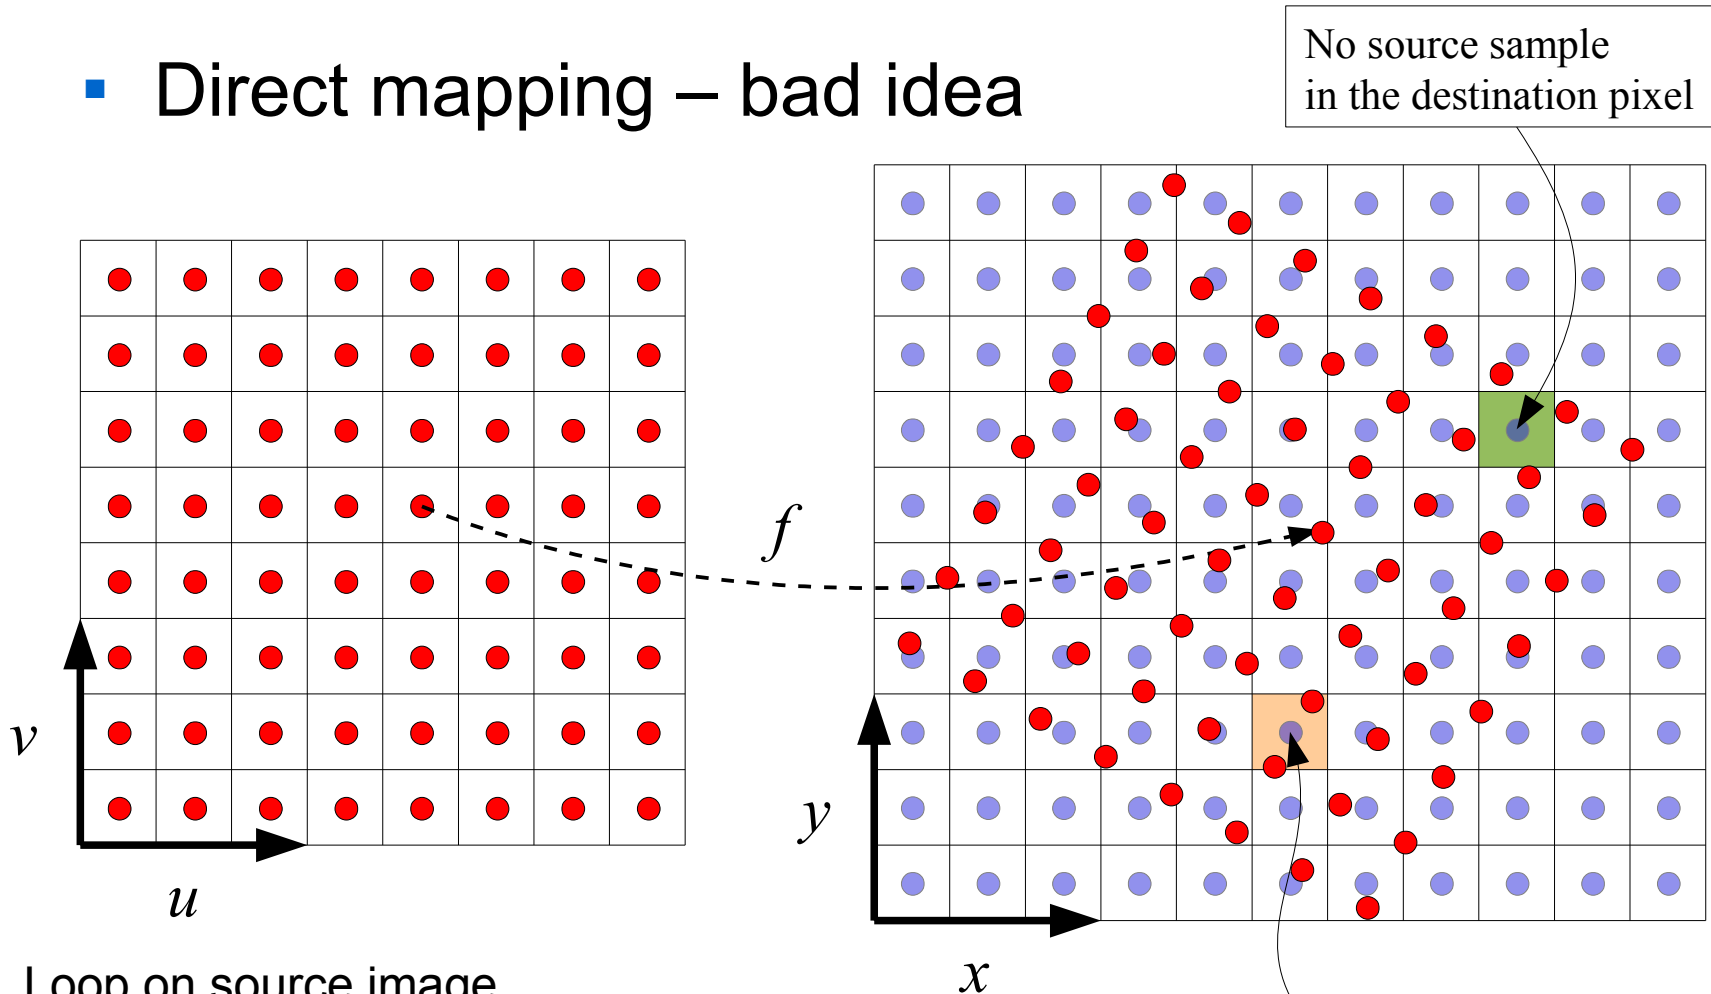 Direct mapping – bad idea
No source sample
in the destination pixel
f
v
u
y
x
Loop on source image